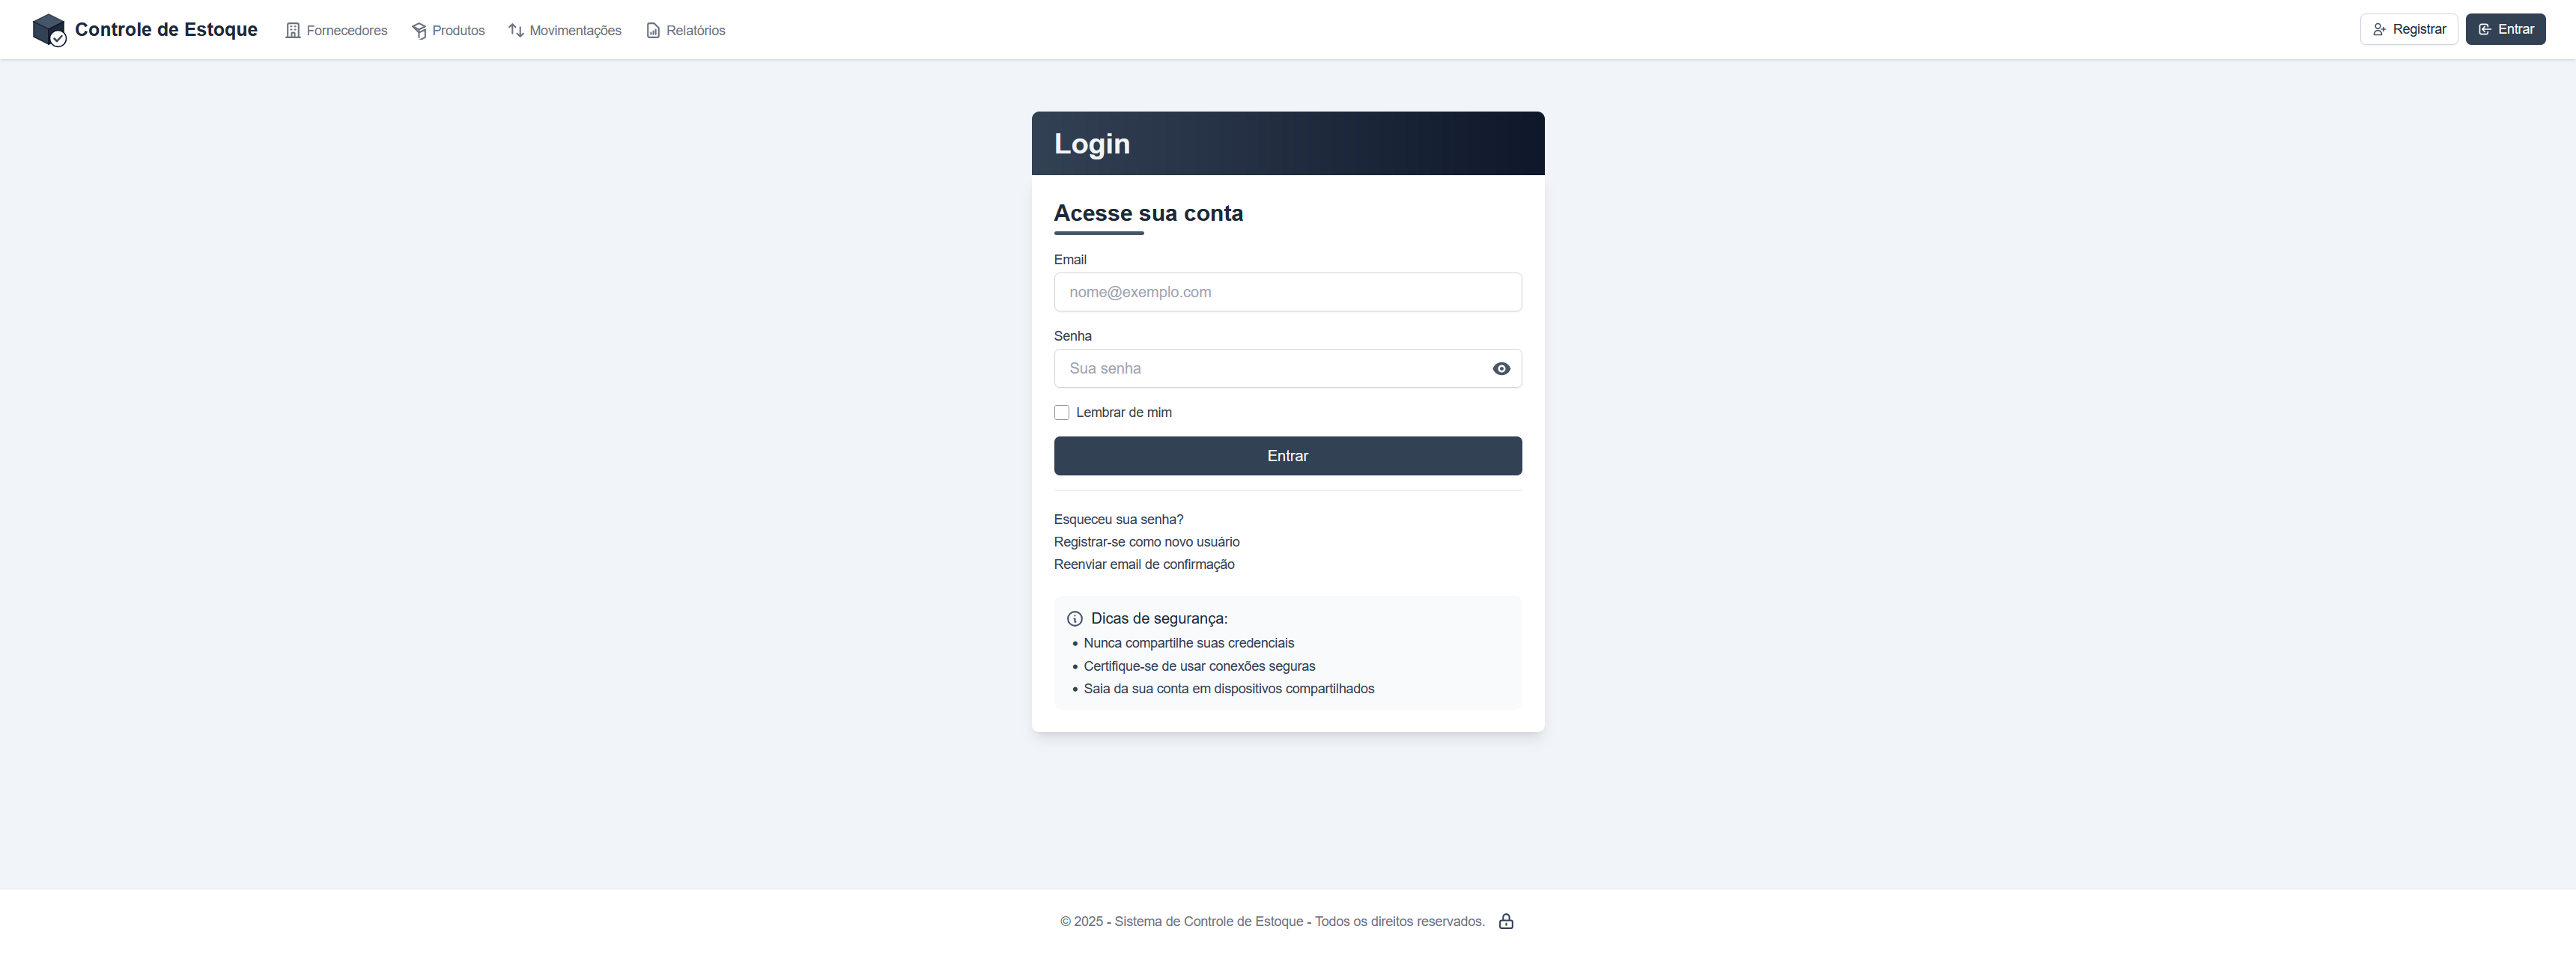 Controle de Estoque Fornecedores Produtos Movimentações Relatórios Registrar Entrar
Login
Acesse sua conta
Email
nome@exemplo.com
Senha
Sua senha
Lembrar de mim
Entrar
Esqueceu sua senha?
Registrar-se como novo usuário
Reenviar email de confirmação
Dicas de segurança:
• Nunca compartilhe suas credenciais
• Certifique-se de usar conexões seguras
• Saia da sua conta em dispositivos compartilhados
© 2025 - Sistema de Controle de Estoque - Todos os direitos reservados.